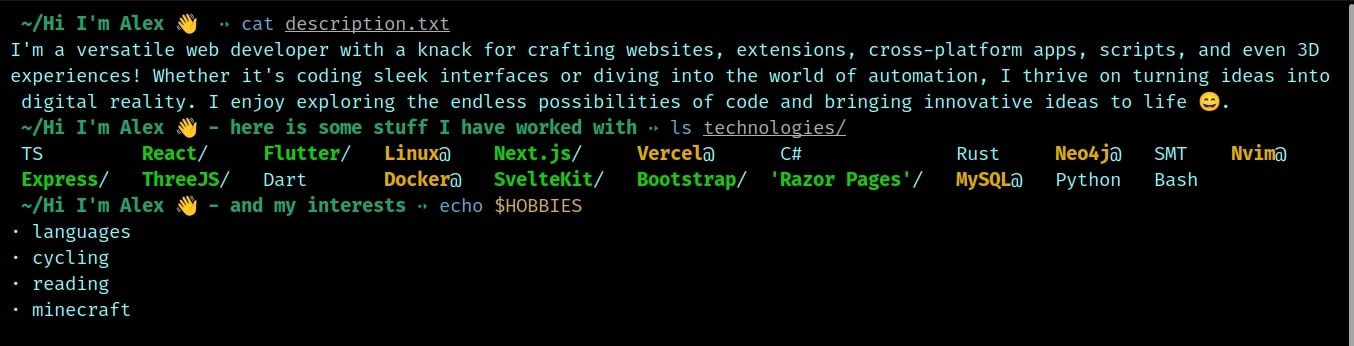 ~/Hi I'm Alex 👋 ·· cat description.txt
I'm a versatile web developer with a knack for crafting websites, extensions, cross-platform apps, scripts, and even 3D
experiences! Whether it's coding sleek interfaces or diving into the world of automation, I thrive on turning ideas into
digital reality. I enjoy exploring the endless possibilities of code and bringing innovative ideas to life 😄.
~/Hi I'm Alex 👋 - here is some stuff I have worked with ·· ls technologies/
TS React/ Flutter/ Linux@ Next.js/ Vercel@ C# Rust Neo4j@ SMT Nvim@
Express/ ThreeJS/ Dart Docker@ SvelteKit/ Bootstrap/ 'Razor Pages'/ MySQL@ Python Bash
~/Hi I'm Alex 👋 - and my interests ·· echo $HOBBIES
· languages
· cycling
· reading
· minecraft